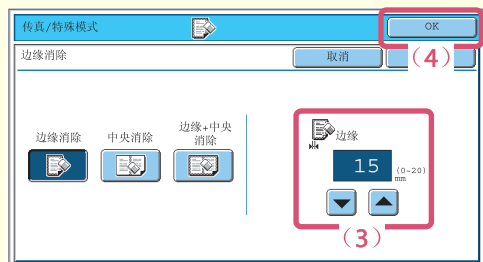 传真/特殊模式
OK
边缘消除
取消
(4)
边缘消除
中央消除
边缘+中央
消除
边缘
15
(0~20)
mm
(3)